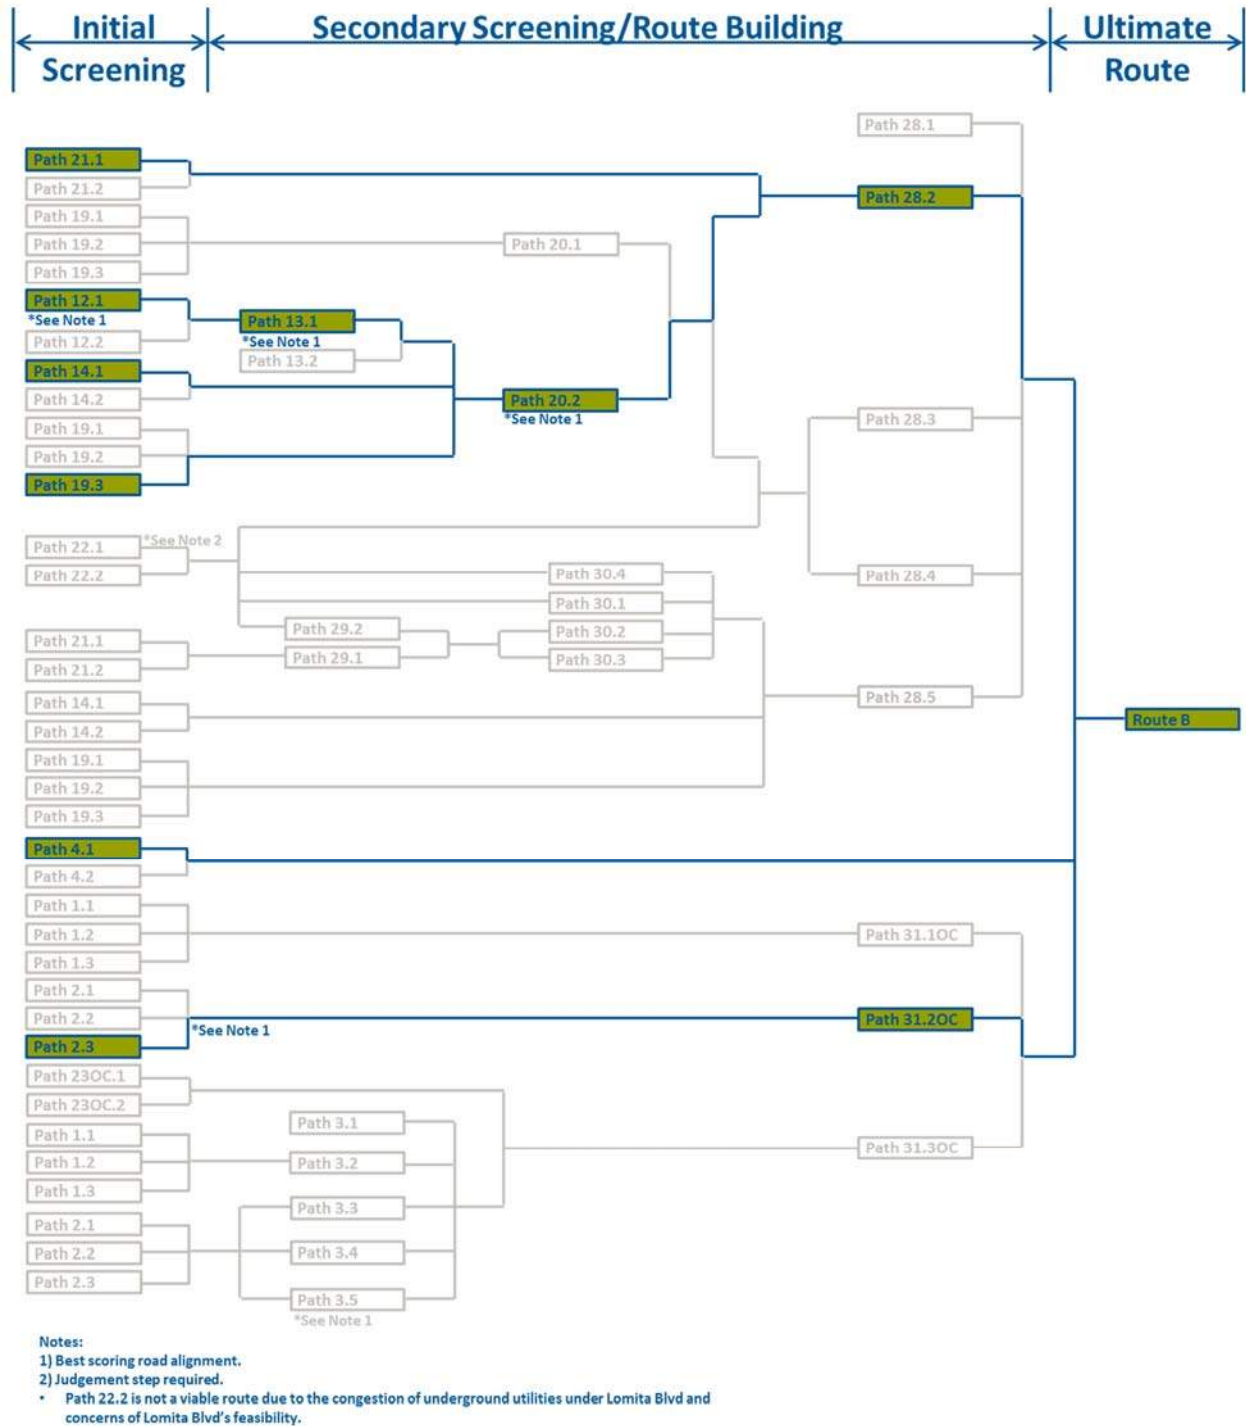 Initial
Screening
Secondary Screening/Route Building
Ultimate
Route
Path 28.1
Path 21.1
Path 21.2
Path 28.2
Path 19.1
Path 19.2
Path 20.1
Path 19.3
Path 12.1
*See Note 1
Path 13.1
*See Note 1
Path 12.2
Path 13.2
Path 14.1
Path 14.2
Path 20.2
*See Note 1
Path 28.3
Path 19.1
Path 19.2
Path 19.3
Path 22.1
*See Note 2
Path 22.2
Path 30.4
Path 28.4
Path 30.1
Path 29.2
Path 30.2
Path 21.1
Path 29.1
Path 30.3
Path 21.2
Path 14.1
Path 28.5
Path 14.2
Route B
Path 19.1
Path 19.2
Path 19.3
Path 4.1
Path 4.2
Path 1.1
Path 1.2
Path 31.1OC
Path 1.3
Path 2.1
Path 2.2
*See Note 1
Path 31.2OC
Path 2.3
Path 23OC.1
Path 23OC.2
Path 1.1
Path 3.1
Path 1.2
Path 3.2
Path 31.3OC
Path 1.3
Path 3.3
Path 2.1
Path 2.2
Path 3.4
Path 2.3
Path 3.5
*See Note 1
Notes:
1) Best scoring road alignment.
2) Judgement step required.
• Path 22.2 is not a viable route due to the congestion of underground utilities under Lomita Blvd and
concerns of Lomita Blvd's feasibility.